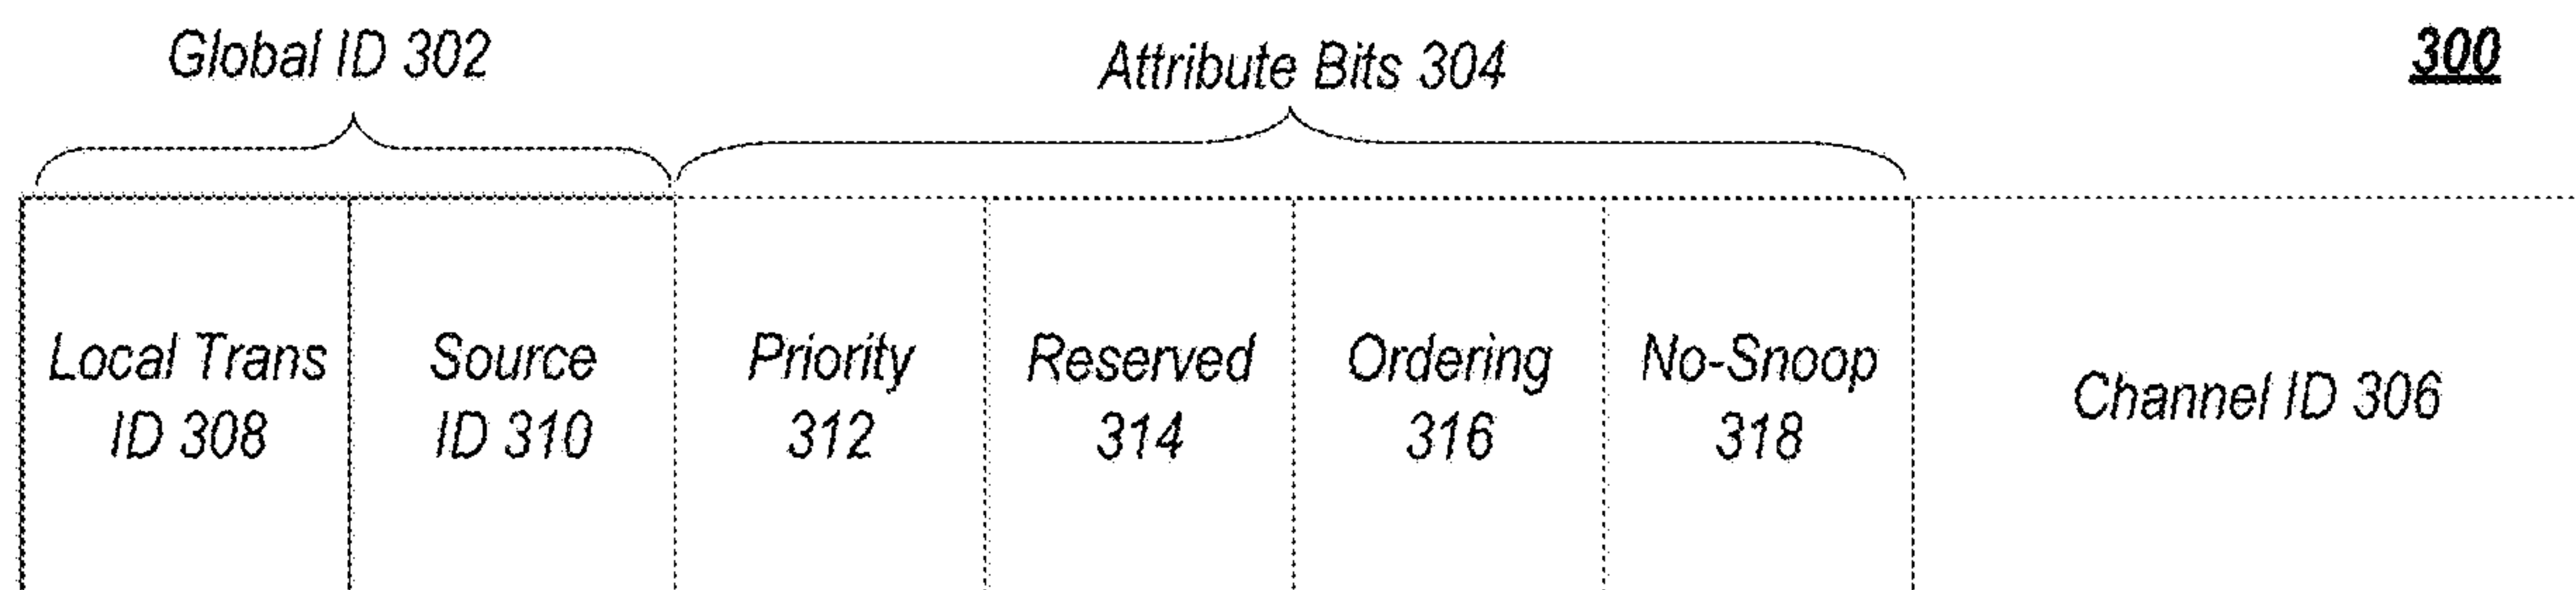 Global ID 302
Attribute Bits 304
300
Local Trans
ID 308
Source
ID 310
Priority
312
Reserved
314
Ordering
316
No-Snoop
318
Channel ID 306